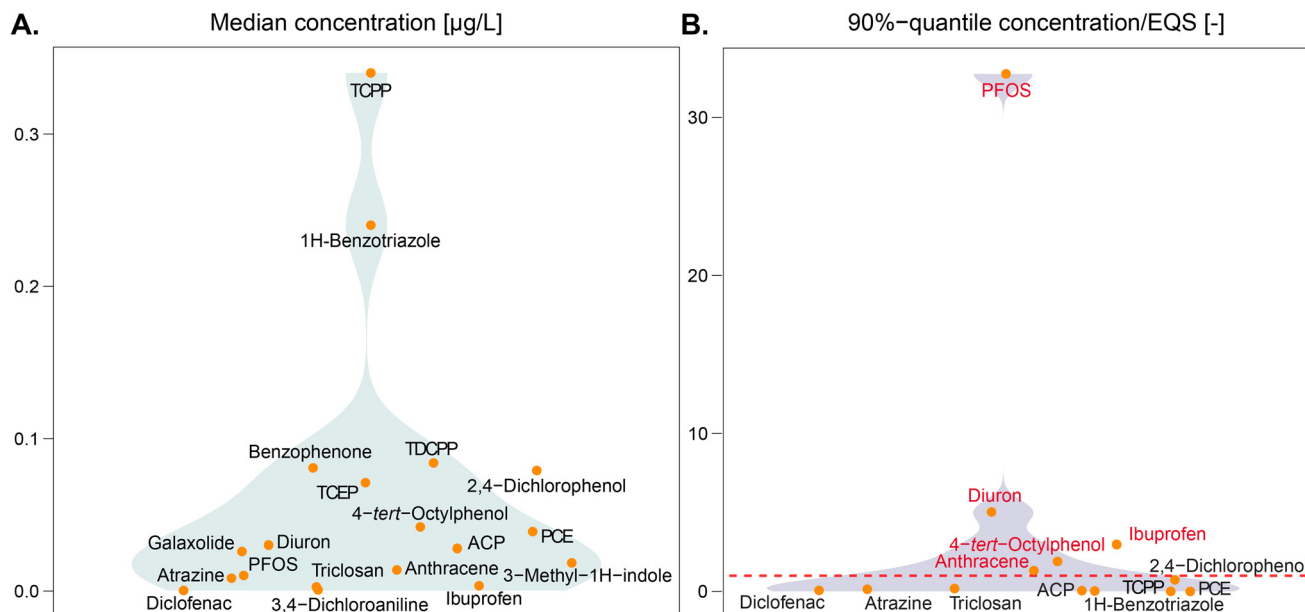 A.
Median concentration [µg/L]
0.3
0.2
0.1
0.0
TCPP
1H-Benzotriazole
Benzophenone
TDCPP
TCEP
2,4−Dichlorophenol
4−tert−Octylphenol
Galaxolide
Diuron
ACP
PCE
Atrazine
PFOS
Triclosan
Anthracene
3−Methyl−1H−indole
Diclofenac
3,4−Dichloroaniline
Ibuprofen
B.
90%−quantile concentration/EQS [-]
30
20
10
0
PFOS
Diuron
Ibuprofen
4−tert−Octylphenol
Anthracene
2,4−Dichloropheno
Diclofenac
Atrazine
Triclosan
ACP
TCPP
PCE
1H−Benzotriazole